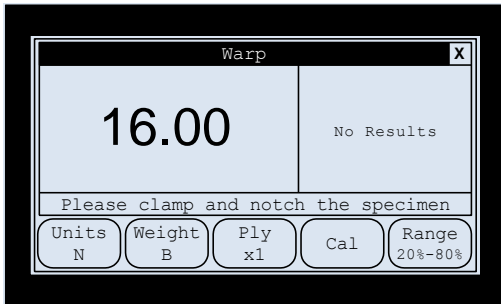 Warp X
16.00
No Results
Please clamp and notch the specimen
Units Weight Ply Cal Range
N B x1 20%-80%